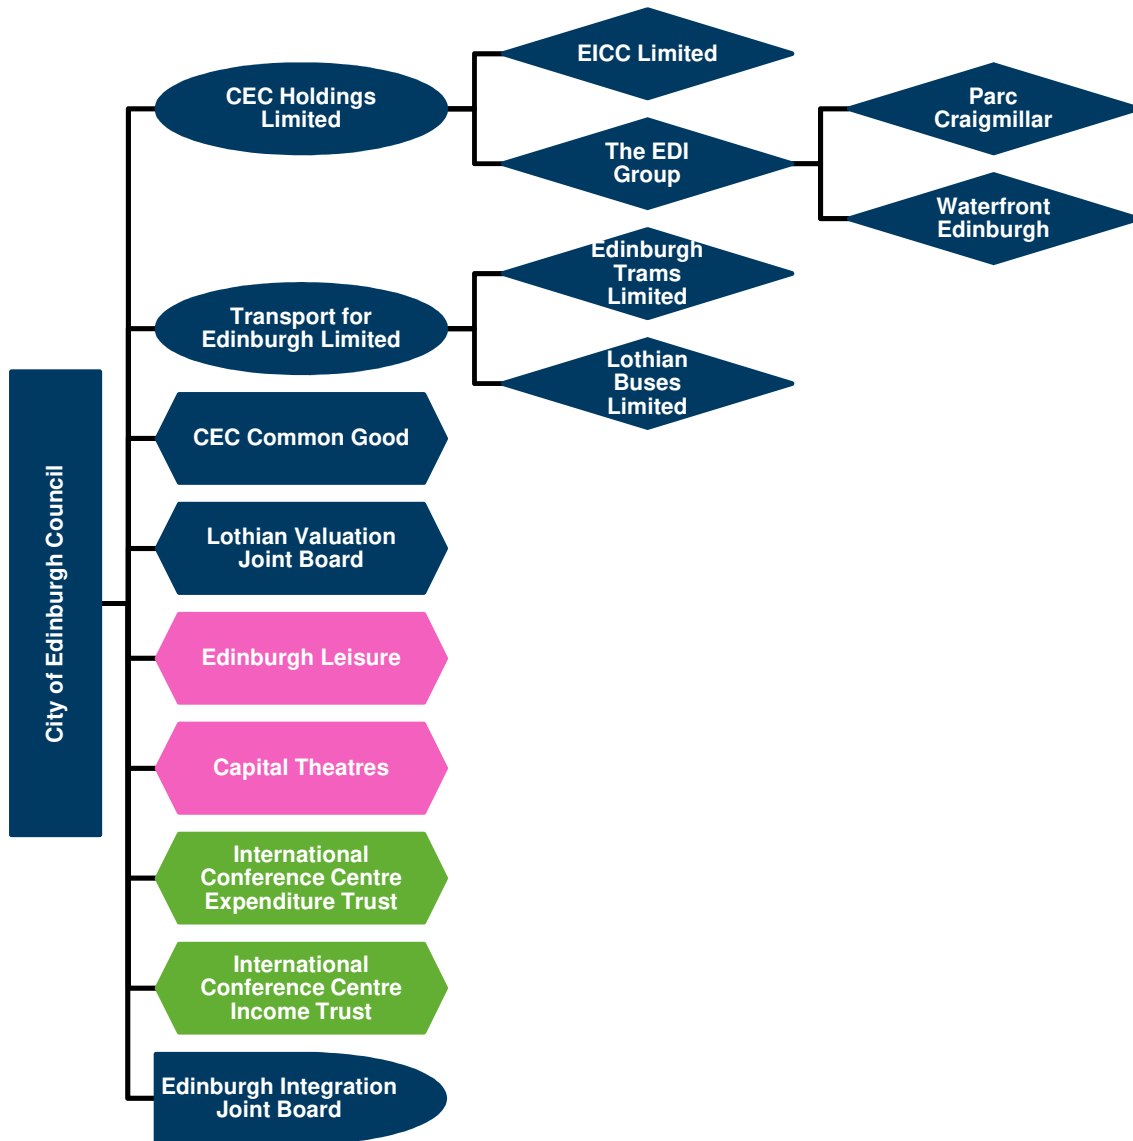 City of Edinburgh Council
CEC Holdings
Limited
EICC Limited
The EDI
Group
Parc
Craigmillar
Waterfront
Edinburgh
Transport for
Edinburgh Limited
Edinburgh
Trams
Limited
Lothian
Buses
Limited
CEC Common Good
Lothian Valuation
Joint Board
Edinburgh Leisure
Capital Theatres
International
Conference Centre
Expenditure Trust
International
Conference Centre
Income Trust
Edinburgh Integration
Joint Board